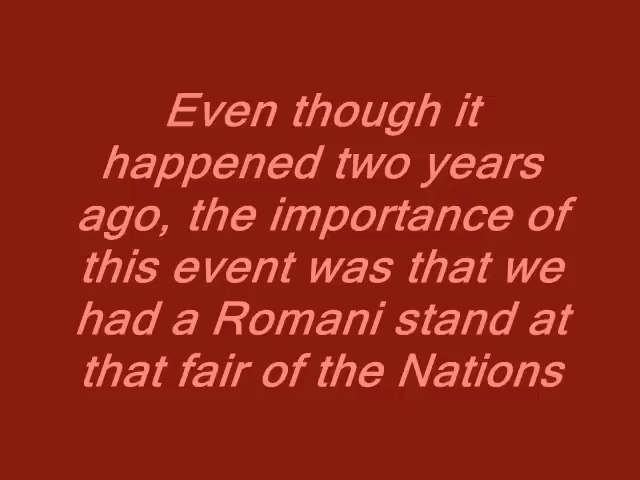 Even though it
happened two years
ago, the importance of
this event was that we
had a Romani stand at
that fair of the Nations